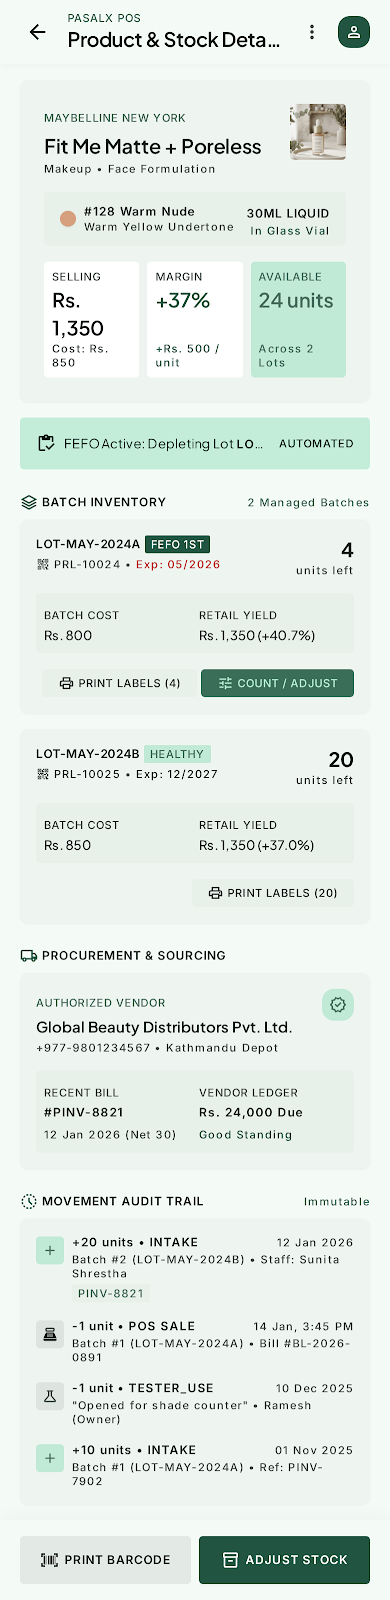 PASALX POS
Product & Stock Deta...
MAYBELLINE NEW YORK
Fit Me Matte + Poreless
Makeup • Face Formulation
#128 Warm Nude
Warm Yellow Undertone
30ML LIQUID
In Glass Vial
SELLING
Rs.
1,350
Cost: Rs.
850
MARGIN
+37%
+Rs. 500 /
unit
AVAILABLE
24 units
Across 2
Lots
FEFO Active: Depleting Lot LO...
AUTOMATED
BATCH INVENTORY
2 Managed Batches
LOT-MAY-2024A FEFO 1ST
PRL-10024 • Exp: 05/2026
4
units left
BATCH COST
Rs. 800
RETAIL YIELD
Rs. 1,350 (+40.7%)
PRINT LABELS (4)
COUNT / ADJUST
LOT-MAY-2024B HEALTHY
PRL-10025 • Exp: 12/2027
20
units left
BATCH COST
Rs. 850
RETAIL YIELD
Rs. 1,350 (+37.0%)
PRINT LABELS (20)
PROCUREMENT & SOURCING
AUTHORIZED VENDOR
Global Beauty Distributors Pvt. Ltd.
+977-9801234567 • Kathmandu Depot
RECENT BILL
#PINV-8821
12 Jan 2026 (Net 30)
VENDOR LEDGER
Rs. 24,000 Due
Good Standing
MOVEMENT AUDIT TRAIL
Immutable
+20 units • INTAKE
12 Jan 2026
Batch #2 (LOT-MAY-2024B) • Staff: Sunita
Shrestha
PINV-8821
-1 unit • POS SALE
14 Jan, 3:45 PM
Batch #1 (LOT-MAY-2024A) • Bill #BL-2026-
0891
-1 unit • TESTER_USE
10 Dec 2025
"Opened for shade counter" • Ramesh
(Owner)
+10 units • INTAKE
01 Nov 2025
Batch #1 (LOT-MAY-2024A) • Ref: PINV-
7902
PRINT BARCODE
ADJUST STOCK